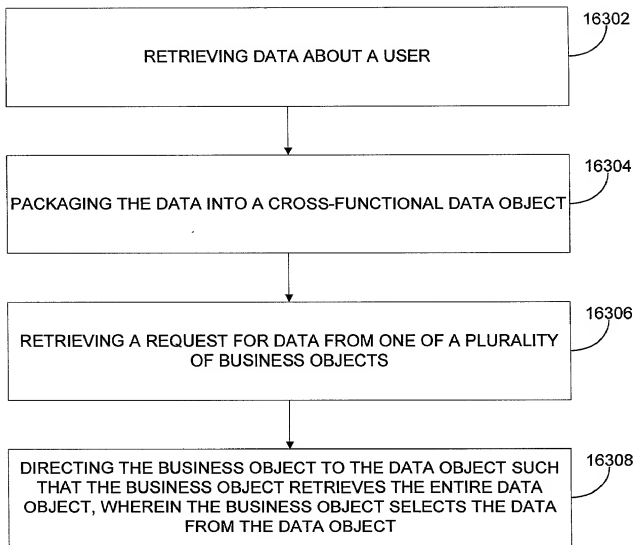 16302
RETRIEVING DATA ABOUT A USER
16304
PACKAGING THE DATA INTO A CROSS-FUNCTIONAL DATA OBJECT
16306
RETRIEVING A REQUEST FOR DATA FROM ONE OF A PLURALITY
OF BUSINESS OBJECTS
16308
DIRECTING THE BUSINESS OBJECT TO THE DATA OBJECT SUCH
THAT THE BUSINESS OBJECT RETRIEVES THE ENTIRE DATA
OBJECT, WHEREIN THE BUSINESS OBJECT SELECTS THE DATA
FROM THE DATA OBJECT